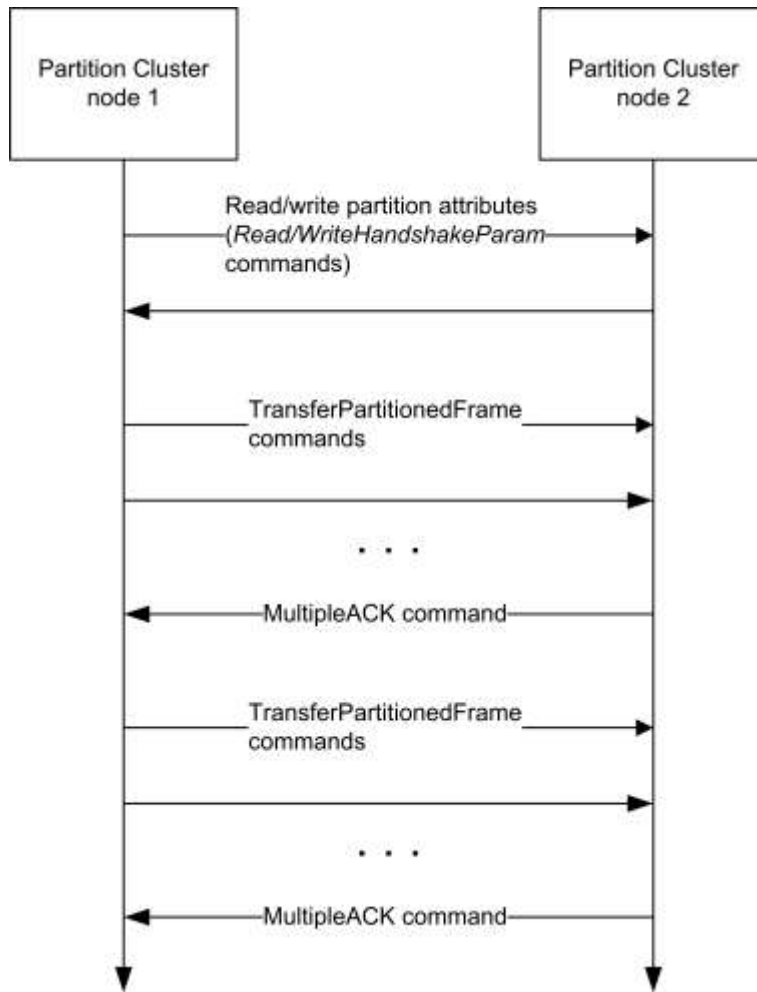 Partition Cluster
node 1
Partition Cluster
node 2
Read/write partition attributes
(Read/WriteHandshakeParam
commands)
TransferPartitionedFrame
commands
. . .
MultipleACK command
TransferPartitionedFrame
commands
. . .
MultipleACK command